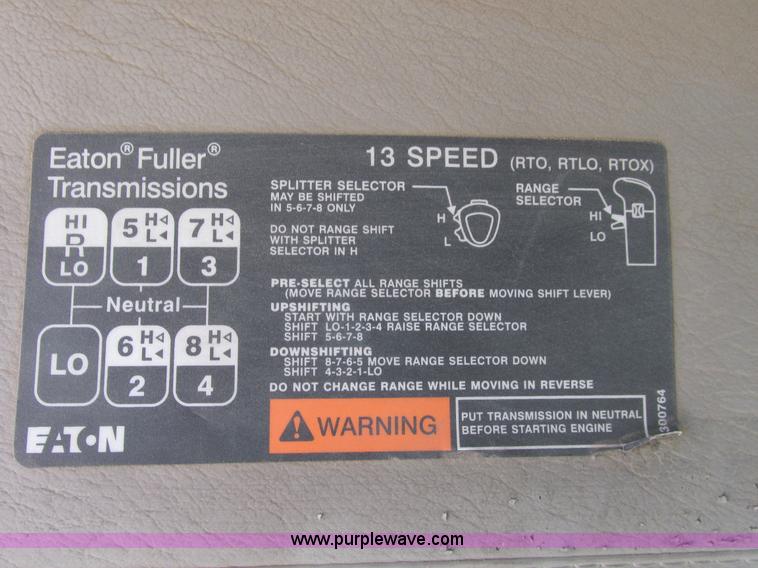 Eaton® Fuller® Transmissions
13 SPEED (RTO, RTLO, RTOX)
HI R LO
5 H L 1
7 H L 3
Neutral
LO
6 H L 2
8 H L 4
EATON
SPLITTER SELECTOR
MAY BE SHIFTED
IN 5-6-7-8 ONLY
DO NOT RANGE SHIFT
WITH SPLITTER
SELECTOR IN H
H
L
RANGE
SELECTOR
HI
LO
PRE-SELECT ALL RANGE SHIFTS
(MOVE RANGE SELECTOR BEFORE MOVING SHIFT LEVER)
UPSHIFTING
START WITH RANGE SELECTOR DOWN
SHIFT LO-1-2-3-4 RAISE RANGE SELECTOR
SHIFT 5-6-7-8
DOWNSHIFTING
SHIFT 8-7-6-5 MOVE RANGE SELECTOR DOWN
SHIFT 4-3-2-1-LO
DO NOT CHANGE RANGE WHILE MOVING IN REVERSE
WARNING
PUT TRANSMISSION IN NEUTRAL
BEFORE STARTING ENGINE
www.purplewave.com